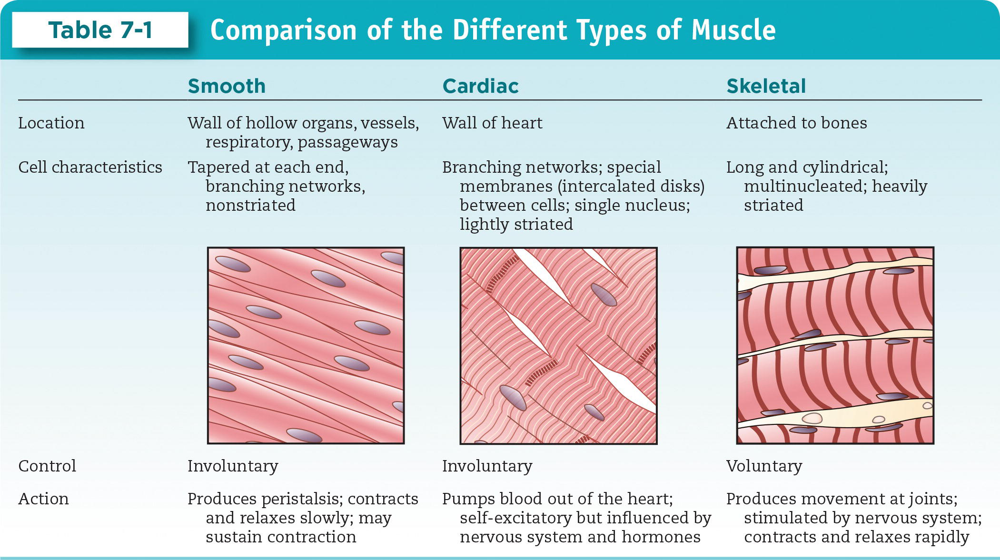 Table 7-1
Comparison of the Different Types of Muscle
Smooth
Cardiac
Skeletal
Location
Wall of hollow organs, vessels,
respiratory, passageways
Wall of heart
Attached to bones
Cell characteristics
Tapered at each end,
branching networks,
nonstriated
Branching networks; special
membranes (intercalated disks)
between cells; single nucleus;
lightly striated
Long and cylindrical;
multinucleated; heavily
striated
Control
Involuntary
Involuntary
Voluntary
Action
Produces peristalsis; contracts
and relaxes slowly; may
sustain contraction
Pumps blood out of the heart;
self-excitatory but influenced by
nervous system and hormones
Produces movement at joints;
stimulated by nervous system;
contracts and relaxes rapidly